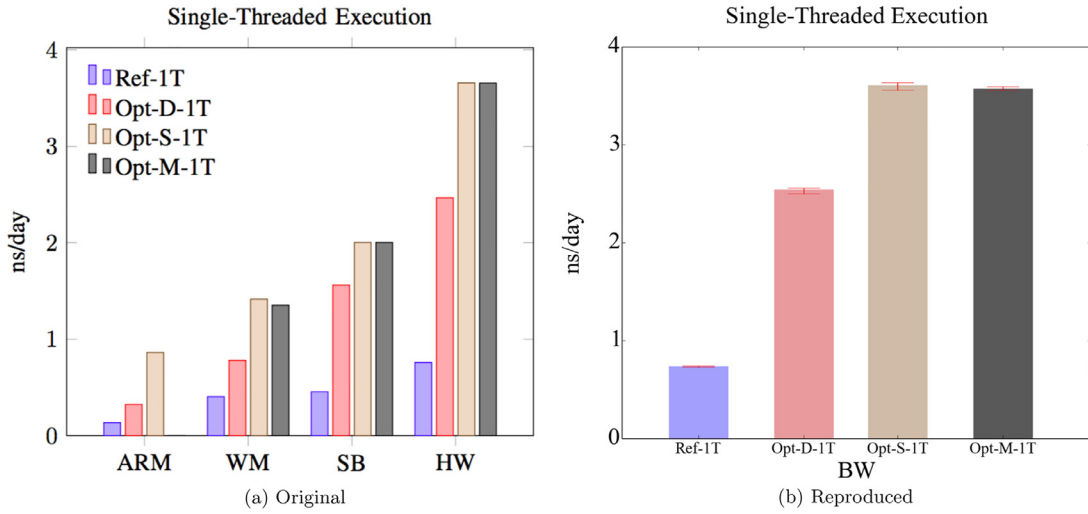 Single-Threaded Execution
4
3
2
1
0
ns/day
Ref-1T
Opt-D-1T
Opt-S-1T
Opt-M-1T
ARM WM SB HW
(a) Original
Single-Threaded Execution
4
3
2
1
0
ns/day
Ref-1T Opt-D-1T Opt-S-1T Opt-M-1T
BW
(b) Reproduced